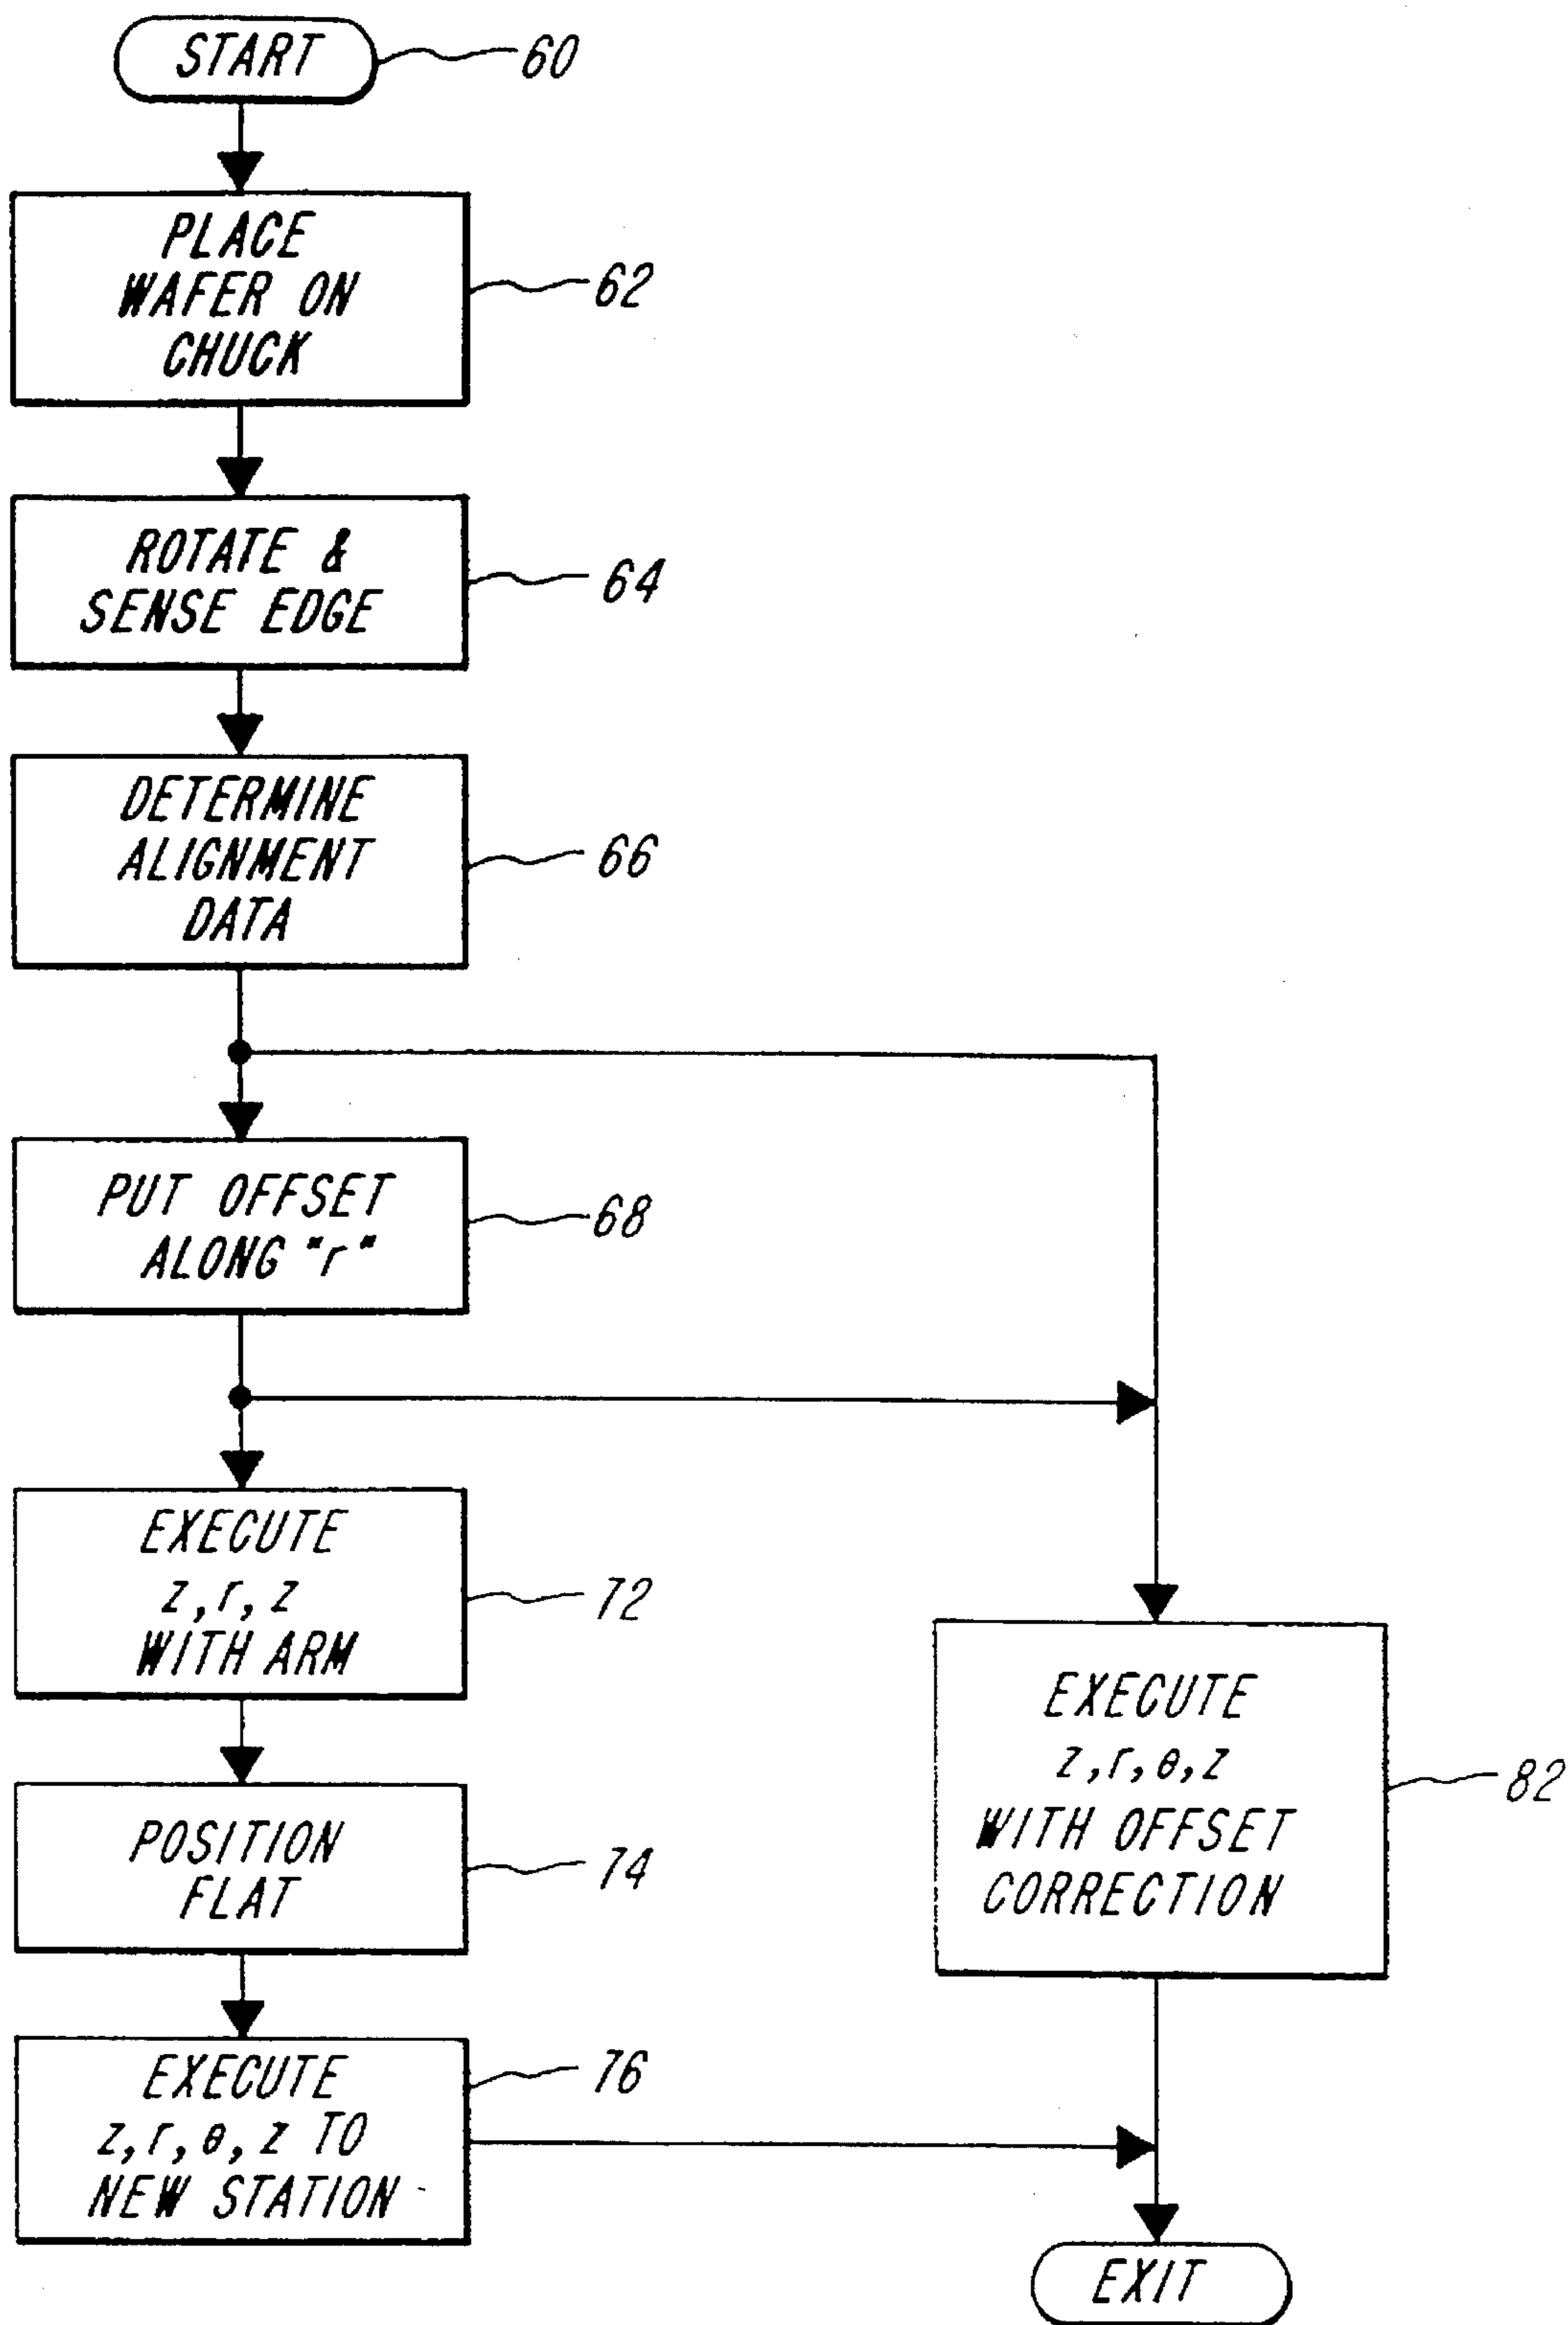 START
60
PLACE
WAFER ON
CHUCK
62
ROTATE &
SENSE EDGE
64
DETERMINE
ALIGNMENT
DATA
66
PUT OFFSET
ALONG "r"
68
EXECUTE
z,r,z
WITH ARM
72
POSITION
FLAT
74
EXECUTE
z,r,θ,z TO
NEW STATION
76
EXECUTE
z,r,θ,z
WITH OFFSET
CORRECTION
82
EXIT